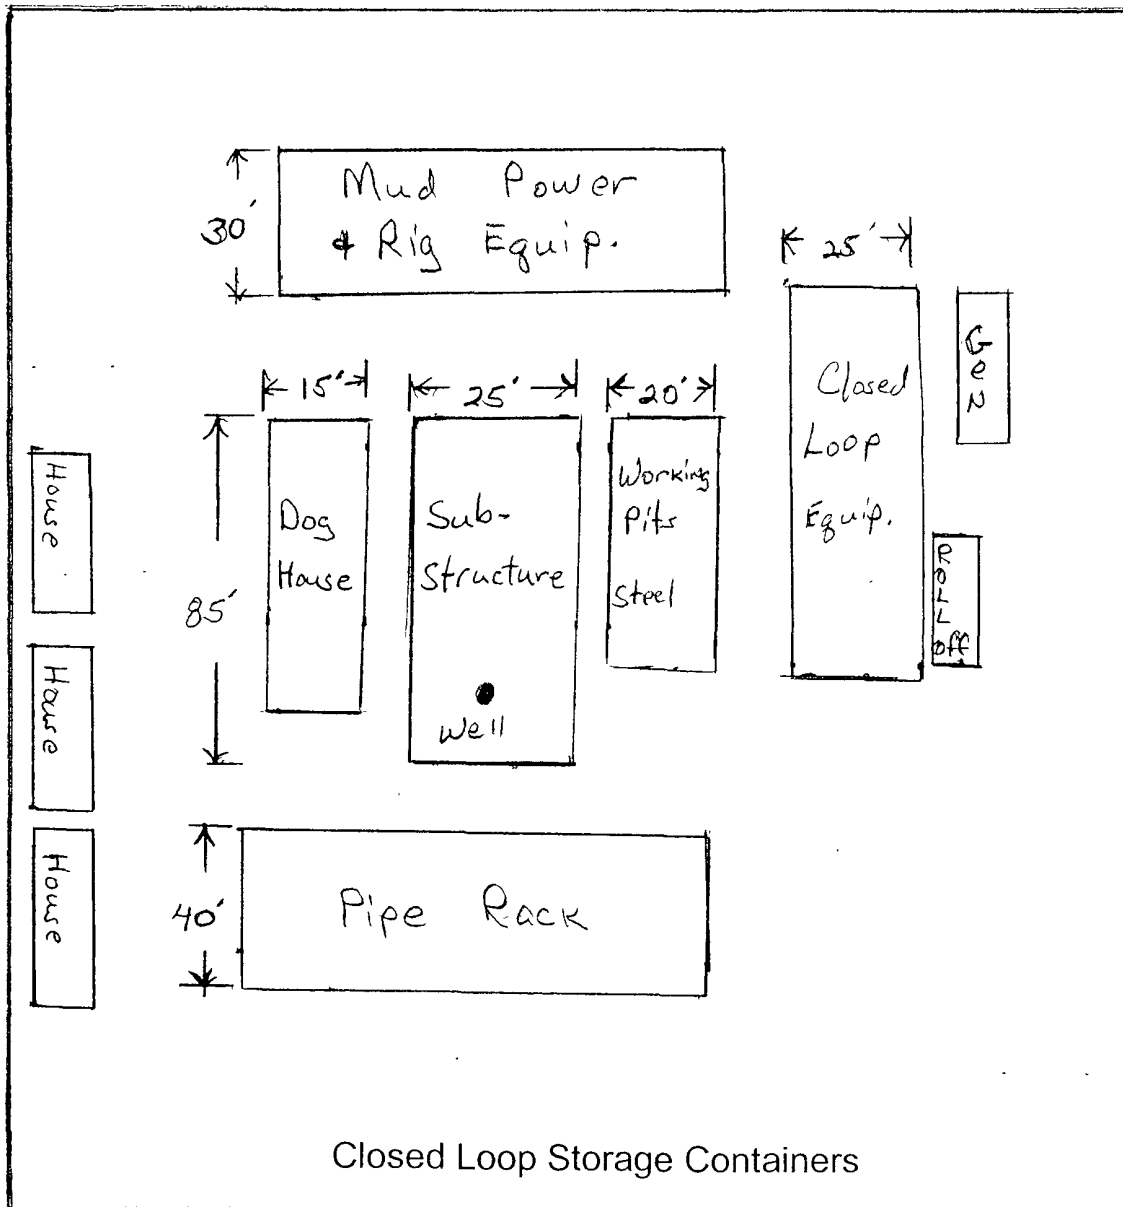 Mud Power
& Rig Equip.
30'
25'
Gen
Closed
Loop
Equip.
15'
25'
20'
House
Dog
House
Sub-
Structure
Working
Pits
Steel
85'
Roll
off
House
Well
House
40'
Pipe Rack
Closed Loop Storage Containers